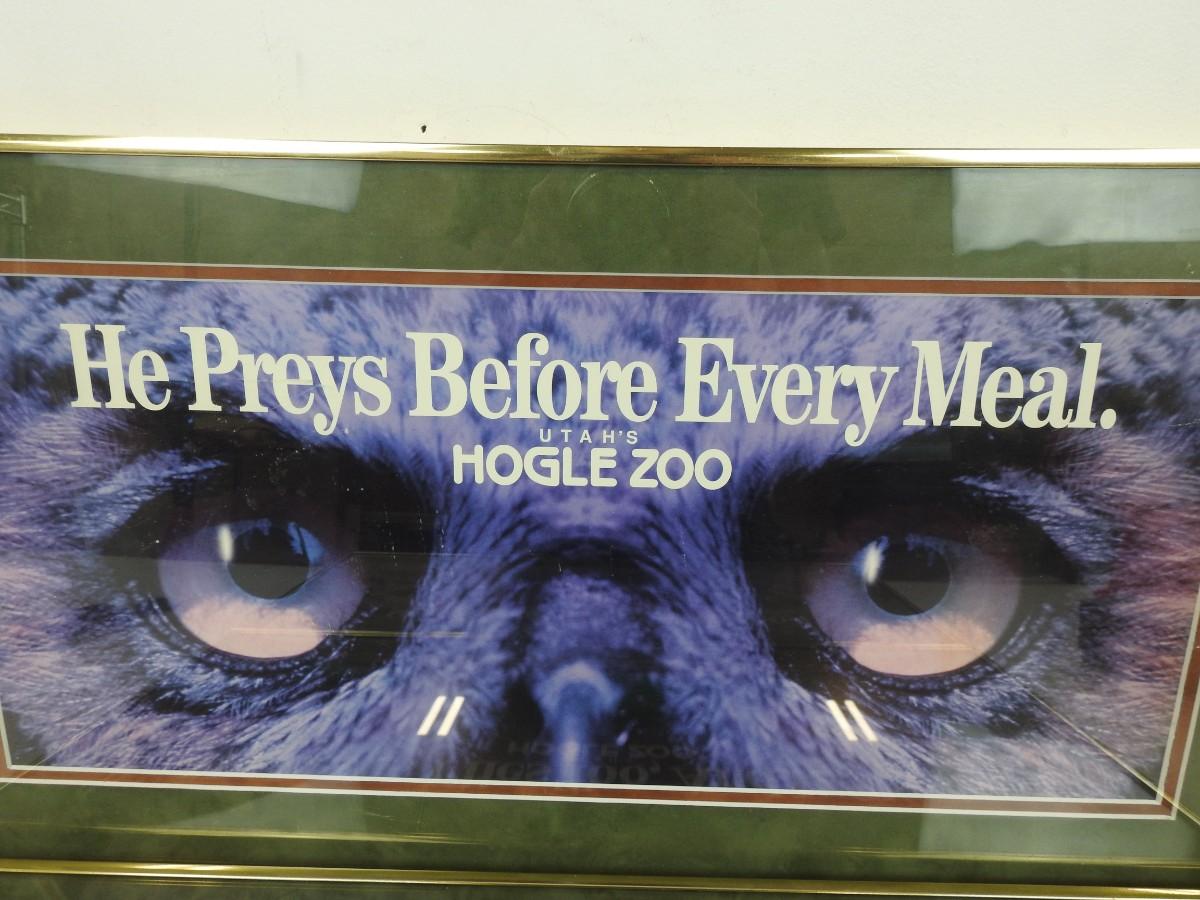 He Preys Before Every Meal.
UTAH'S
HOGLE ZOO